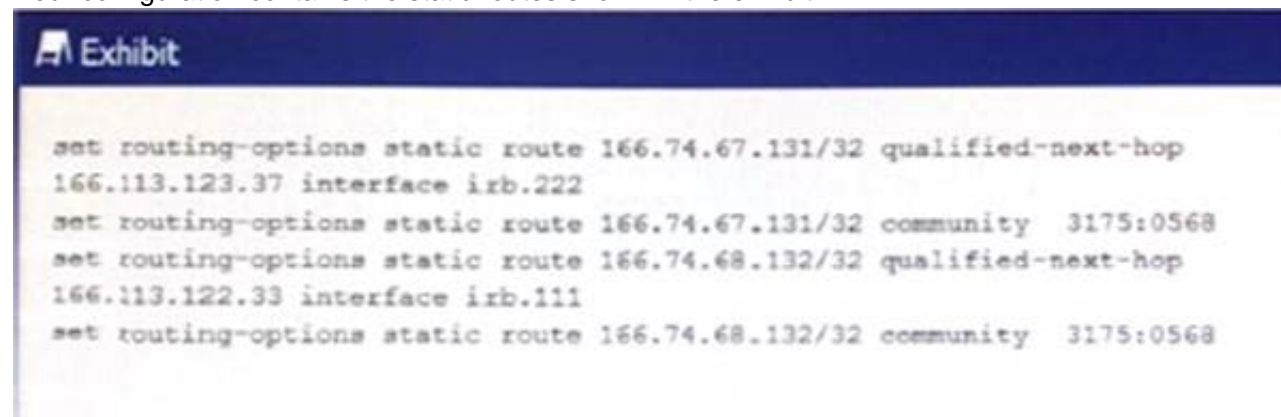 Exhibit
set routing-options static route 166.74.67.131/32 qualified-next-hop
166.113.123.37 interface irb.222
set routing-options static route 166.74.67.131/32 community 3175:0568
set routing-options static route 166.74.68.132/32 qualified-next-hop
166.113.122.33 interface irb.111
set routing-options static route 166.74.68.132/32 community 3175:0568